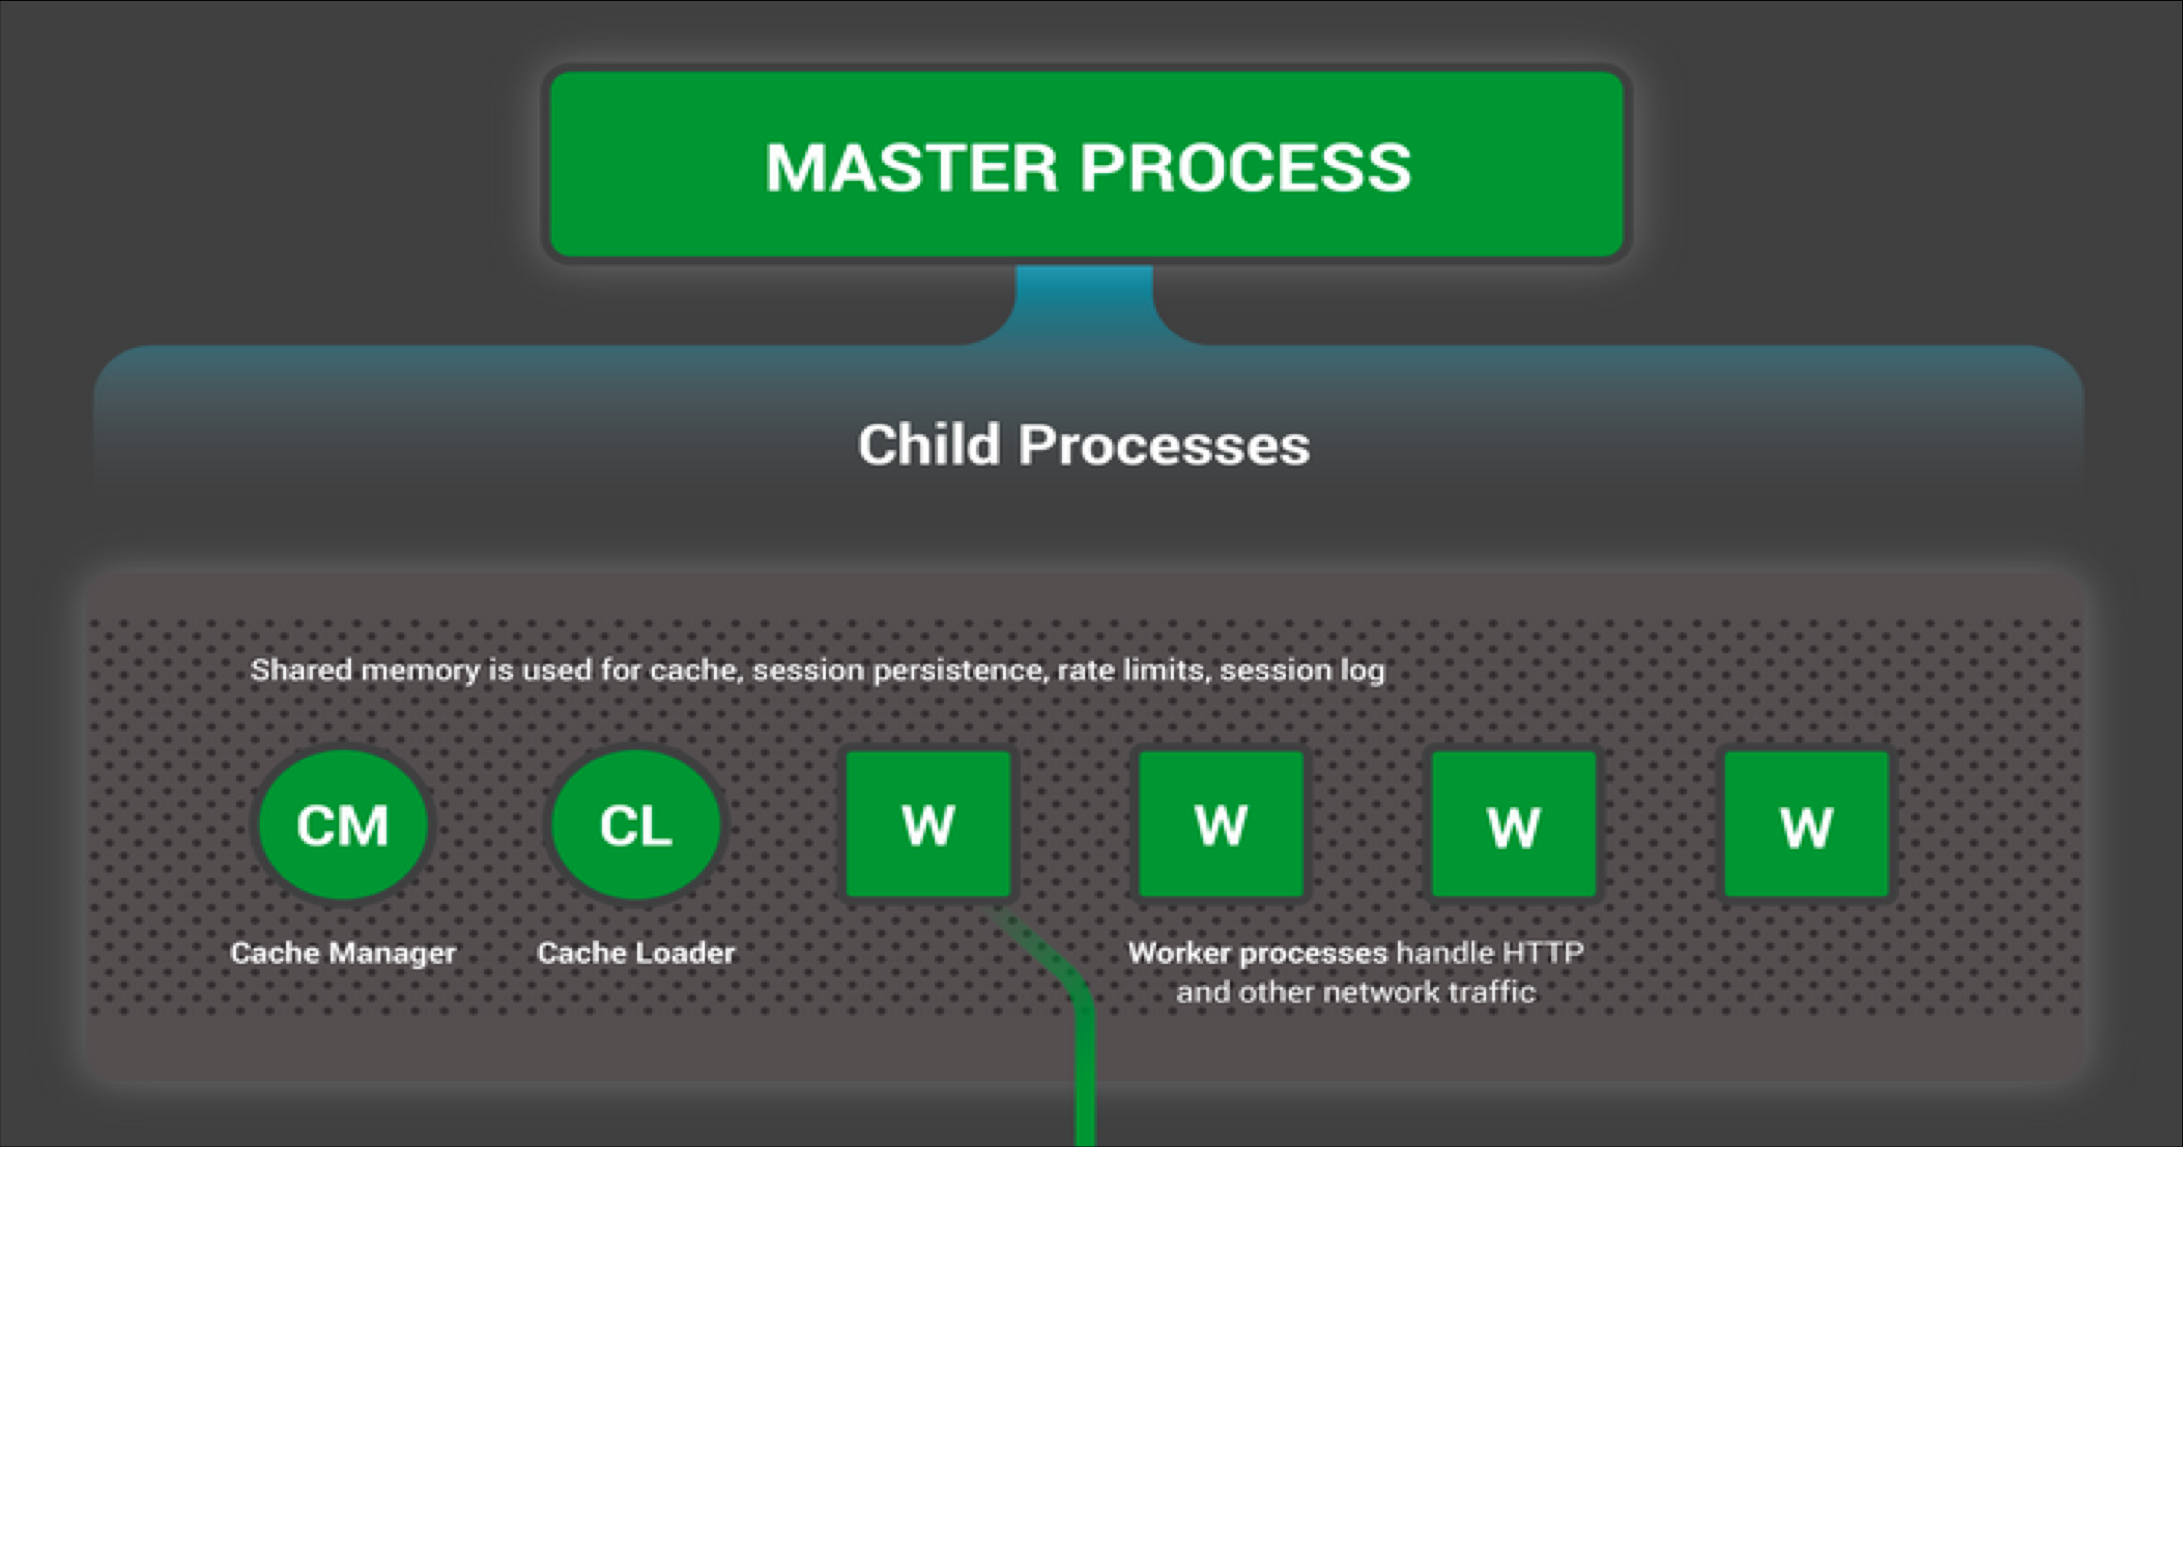 MASTER PROCESS
Child Processes
Shared memory is used for cache, session persistence, rate limits, session log
CM
CL
W
W
W
W
Cache Manager
Cache Loader
Worker processes handle HTTP
and other network traffic